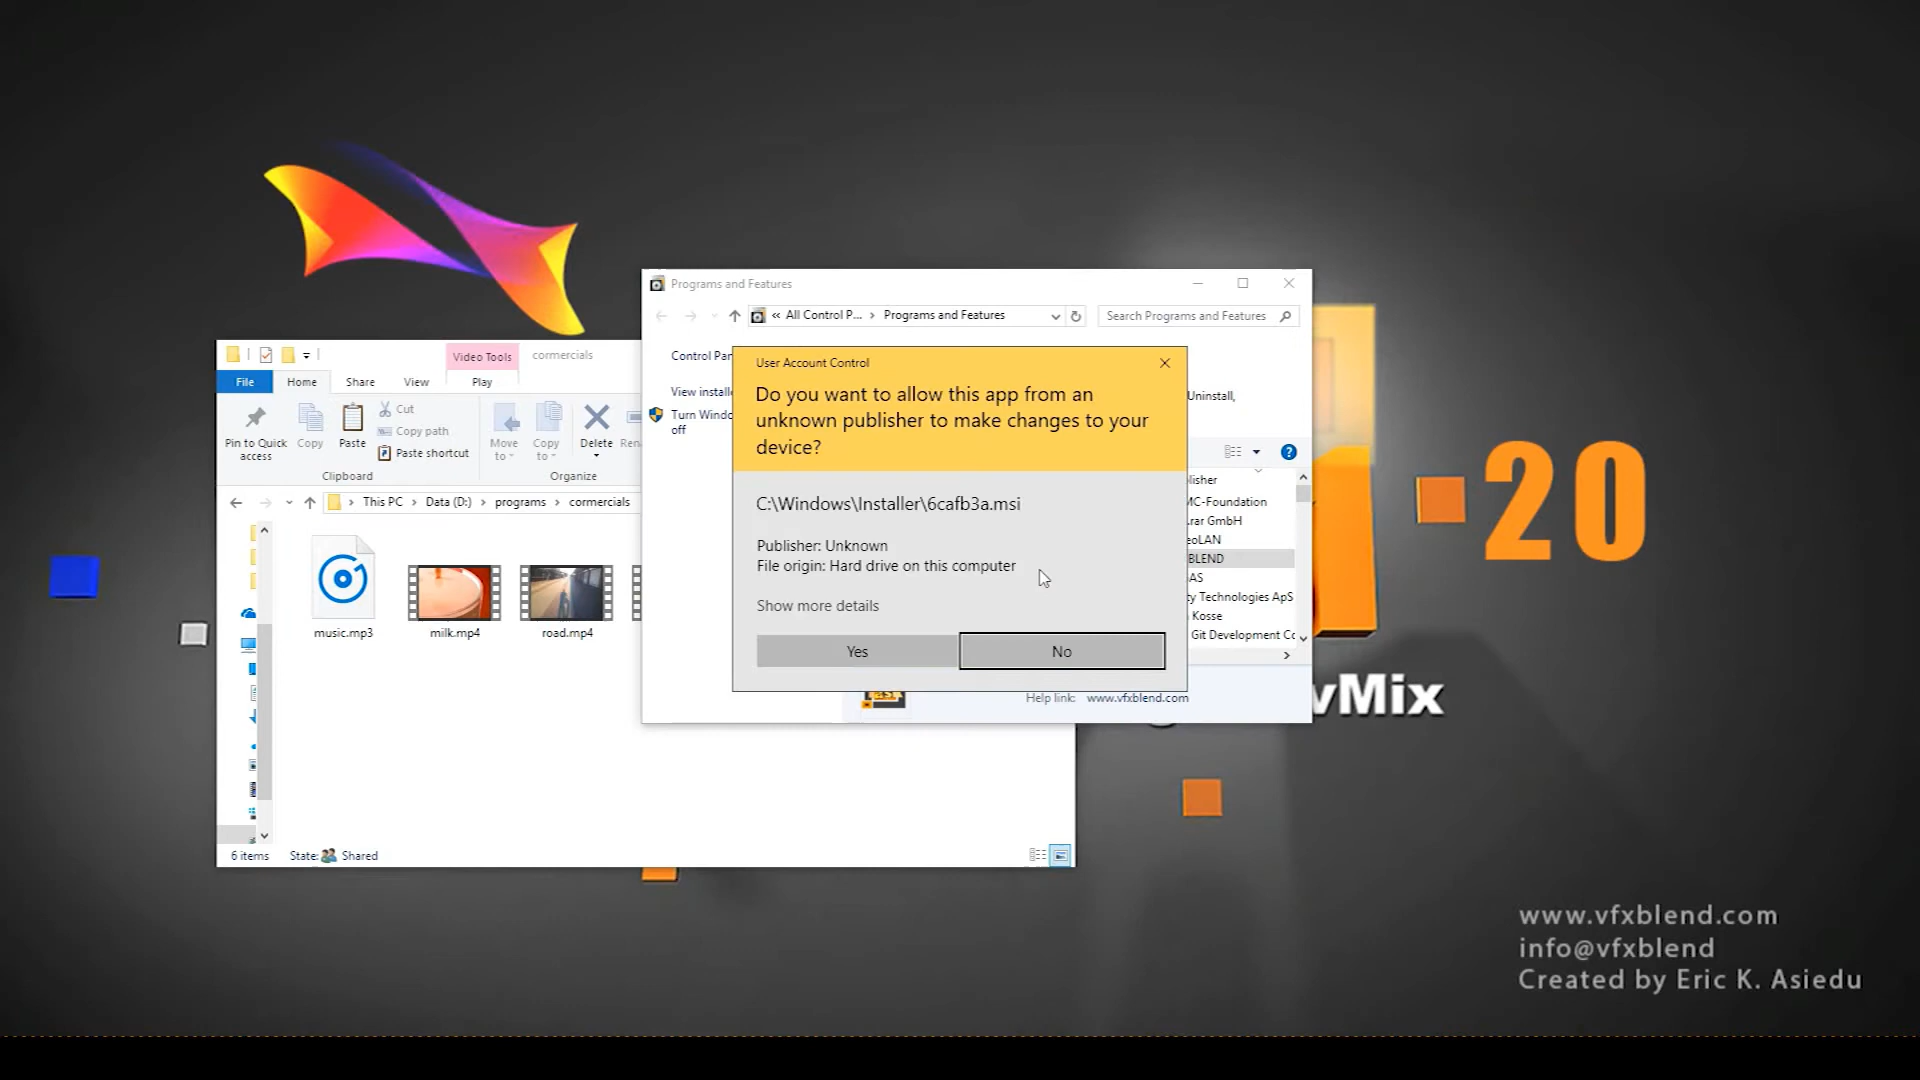 Programs and Features
« All Control P... › Programs and Features
Search Programs and Features
Control Pan
View installe
Turn Windo
off
Uninstall,
User Account Control
Do you want to allow this app from an
unknown publisher to make changes to your
device?
C:\Windows\Installer\6cafb3a.msi
Publisher: Unknown
File origin: Hard drive on this computer
Show more details
Yes
No
lisher
MC-Foundation
.rar GmbH
eoLAN
BLEND
AS
ty Technologies ApS
Kosse
Git Development Co
Help link: www.vfxblend.com
Video Tools
cormercials
File
Home
Share
View
Play
Pin to Quick
access
Copy
Paste
Cut
Copy path
Paste shortcut
Move
to
Copy
to
Delete
Ren
Clipboard
Organize
This PC › Data (D:) › programs › cormercials
music.mp3
milk.mp4
road.mp4
6 items
State: Shared
20
vMix
www.vfxblend.com
info@vfxblend
Created by Eric K. Asiedu